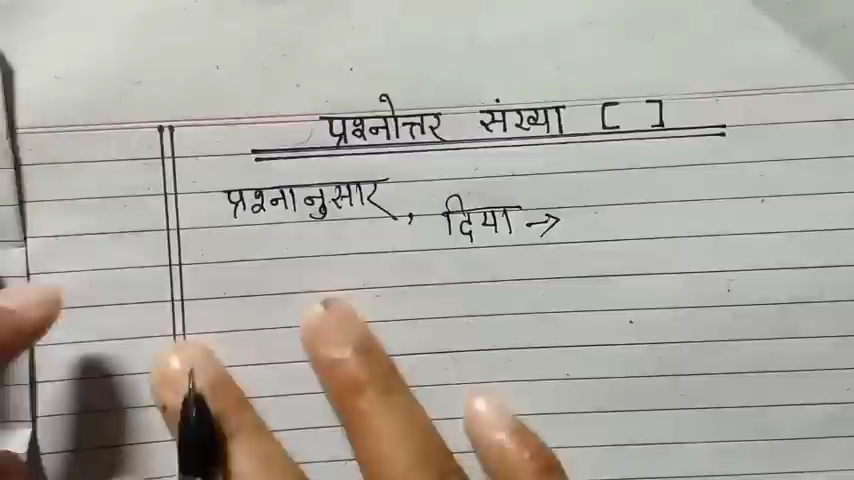 प्रश्नोत्तर संख्या [ ]
प्रश्नानुसार, दिया →